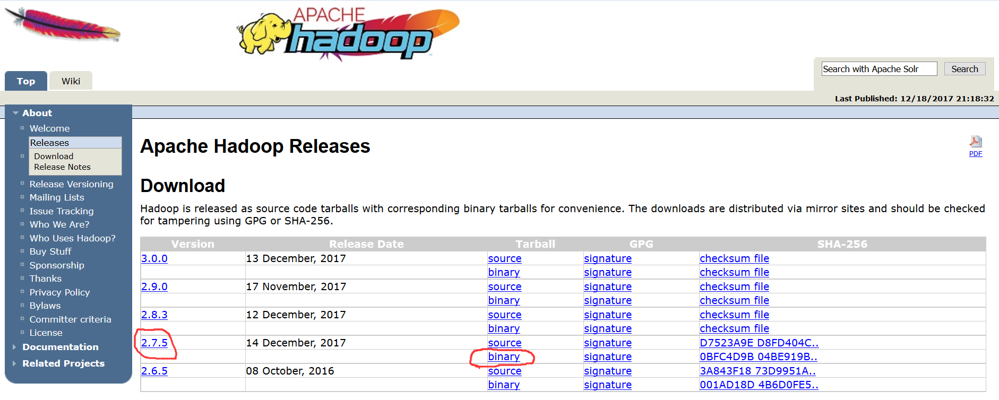 APACHE
hadoop
TM
Top
Wiki
Search with Apache Solr
Search
Last Published: 12/18/2017 21:18:32
About
Welcome
Releases
Download
Release Notes
Release Versioning
Mailing Lists
Issue Tracking
Who We Are?
Who Uses Hadoop?
Buy Stuff
Sponsorship
Thanks
Privacy Policy
Bylaws
Committer criteria
License
Documentation
Related Projects
Apache Hadoop Releases
PDF
Download
Hadoop is released as source code tarballs with corresponding binary tarballs for convenience. The downloads are distributed via mirror sites and should be checked
for tampering using GPG or SHA-256.
Version Release Date Tarball GPG SHA-256
3.0.0 13 December, 2017 source signature checksum file
binary signature checksum file
2.9.0 17 November, 2017 source signature checksum file
binary signature checksum file
2.8.3 12 December, 2017 source signature checksum file
binary signature checksum file
2.7.5 14 December, 2017 source signature D7523A9E D8FD404C..
binary signature 0BFC4D9B 04BE919B..
2.6.5 08 October, 2016 source signature 3A843F18 73D9951A..
binary signature 001AD18D 4B6D0FE5..